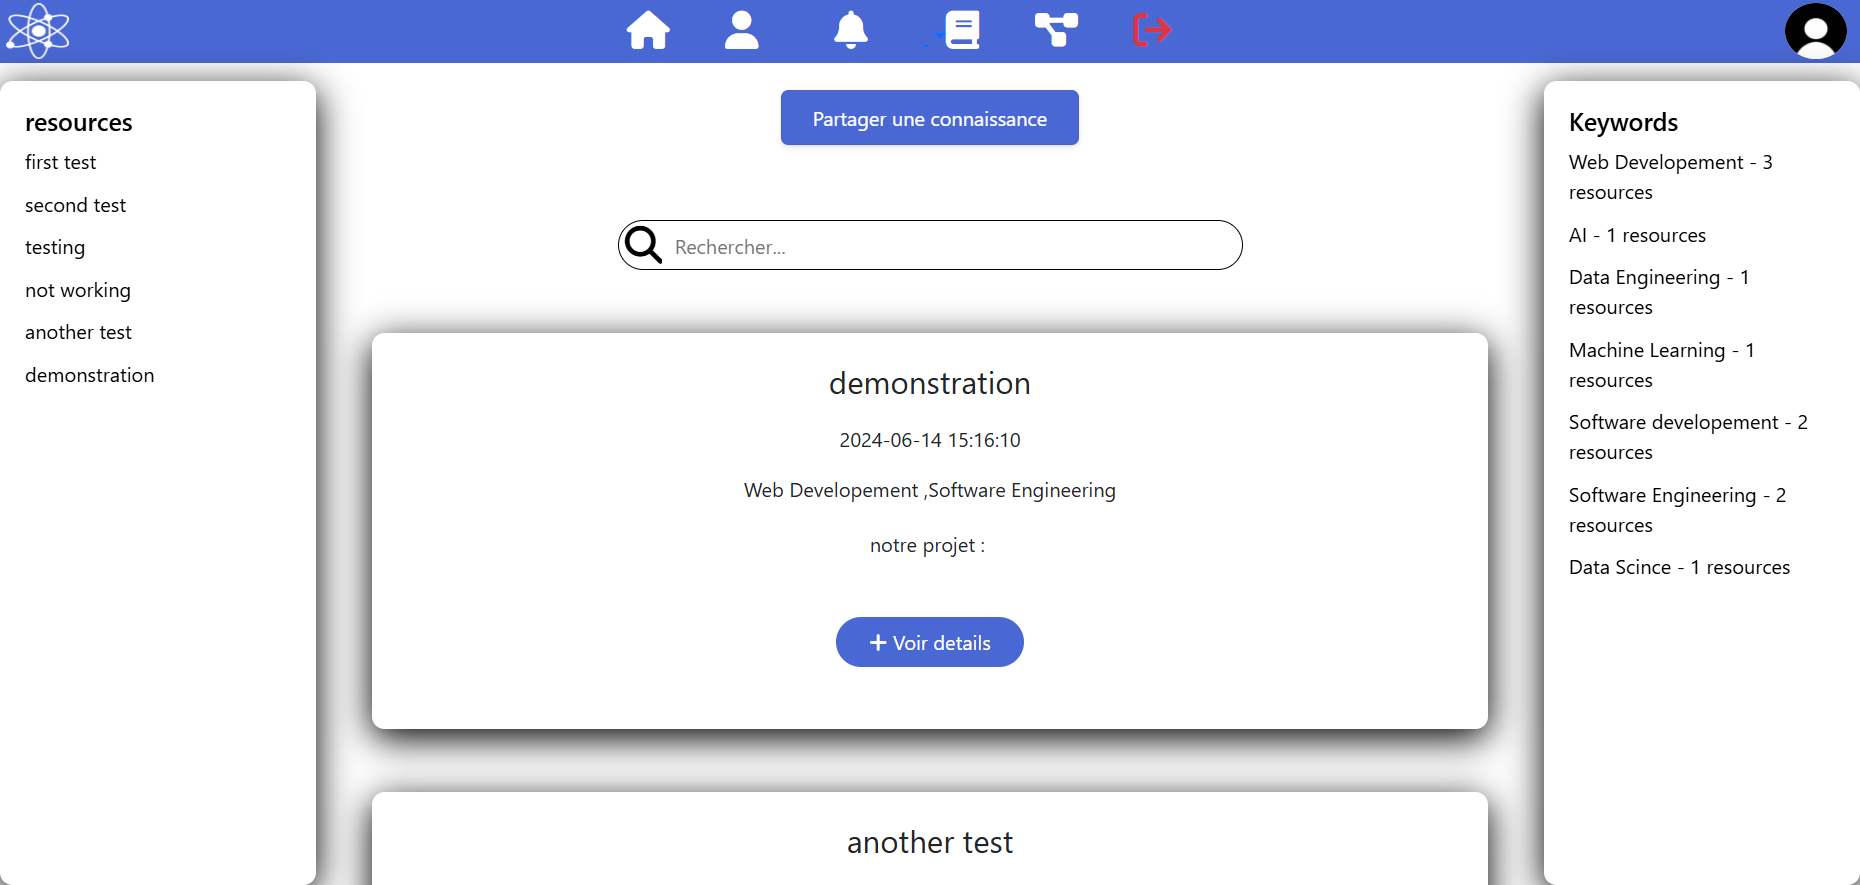 Partager une connaissance
Rechercher...
resources
first test
second test
testing
not working
another test
demonstration
demonstration
2024-06-14 15:16:10
Web Developement ,Software Engineering
notre projet :
Voir details
another test
Keywords
Web Developement - 3
resources
AI - 1 resources
Data Engineering - 1
resources
Machine Learning - 1
resources
Software developement - 2
resources
Software Engineering - 2
resources
Data Scince - 1 resources